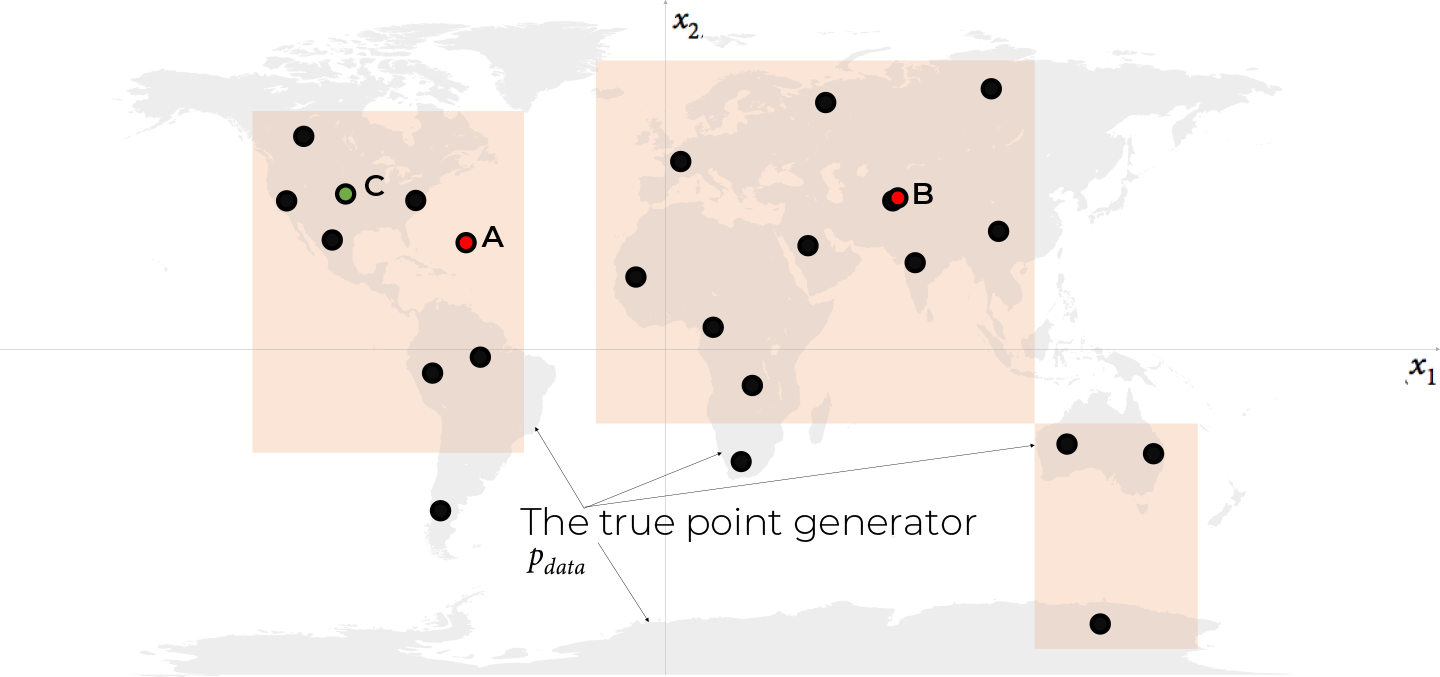 x2
C
B
A
x1
The true point generator
pdata